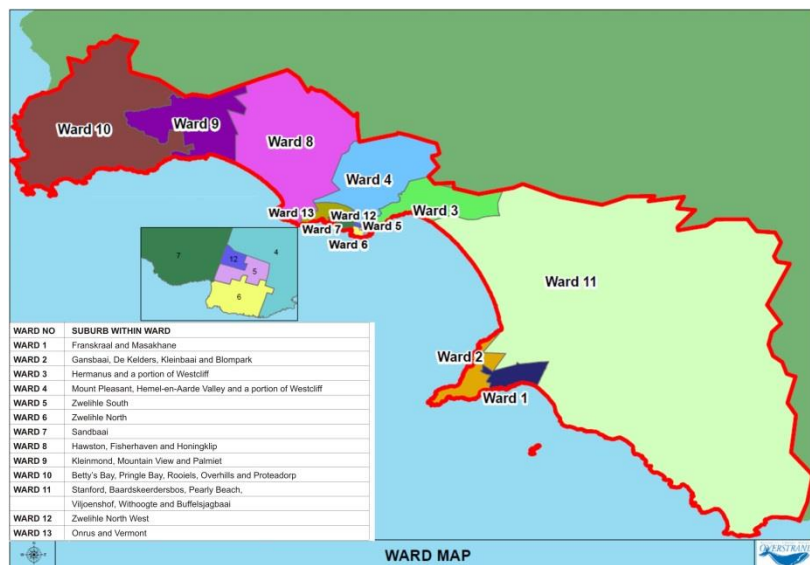 Ward 10
Ward 9
Ward 8
Ward 4
Ward 13
Ward 12
Ward 3
Ward 7
Ward 5
Ward 6
Ward 11
7
12
4
5
6
Ward 2
Ward 1
WARD NO SUBURB WITHIN WARD
WARD 1 Franskraal and Masakhane
WARD 2 Gansbaai, De Kelders, Kleinbaai and Blompark
WARD 3 Hermanus and a portion of Westcliff
WARD 4 Mount Pleasant, Hemel-en-Aarde Valley and a portion of Westcliff
WARD 5 Zwelihle South
WARD 6 Zwelihle North
WARD 7 Sandbaai
WARD 8 Hawston, Fisherhaven and Honingklip
WARD 9 Kleinmond, Mountain View and Palmiet
WARD 10 Betty's Bay, Pringle Bay, Rooiels, Overhills and Proteadorp
WARD 11 Stanford, Baardskeerdersbos, Pearly Beach,
Viljoenshof, Withoogte and Buffelsjagbaai
WARD 12 Zwelihle North West
WARD 13 Onrus and Vermont
WARD MAP
OVERSTRAND